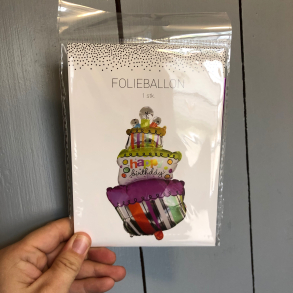 FOLIEBALLON
1 stk.
happy
birthday